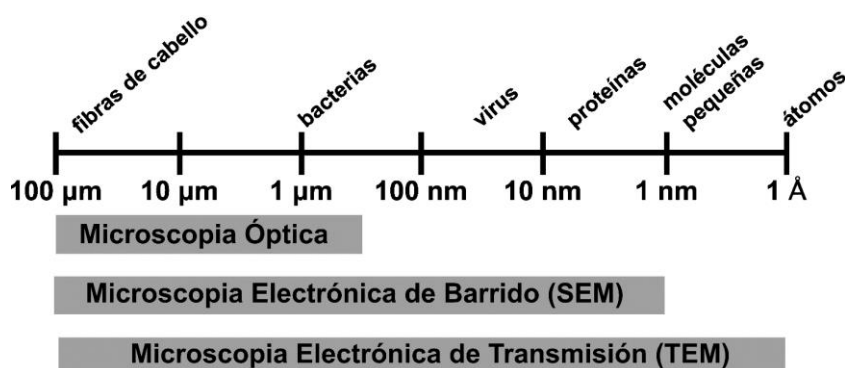 fibras de cabello
bacterias
virus
proteínas
moléculas
pequeñas
átomos
100 µm 10 µm 1 µm 100 nm 10 nm 1 nm 1 Å
Microscopia Óptica
Microscopia Electrónica de Barrido (SEM)
Microscopia Electrónica de Transmisión (TEM)